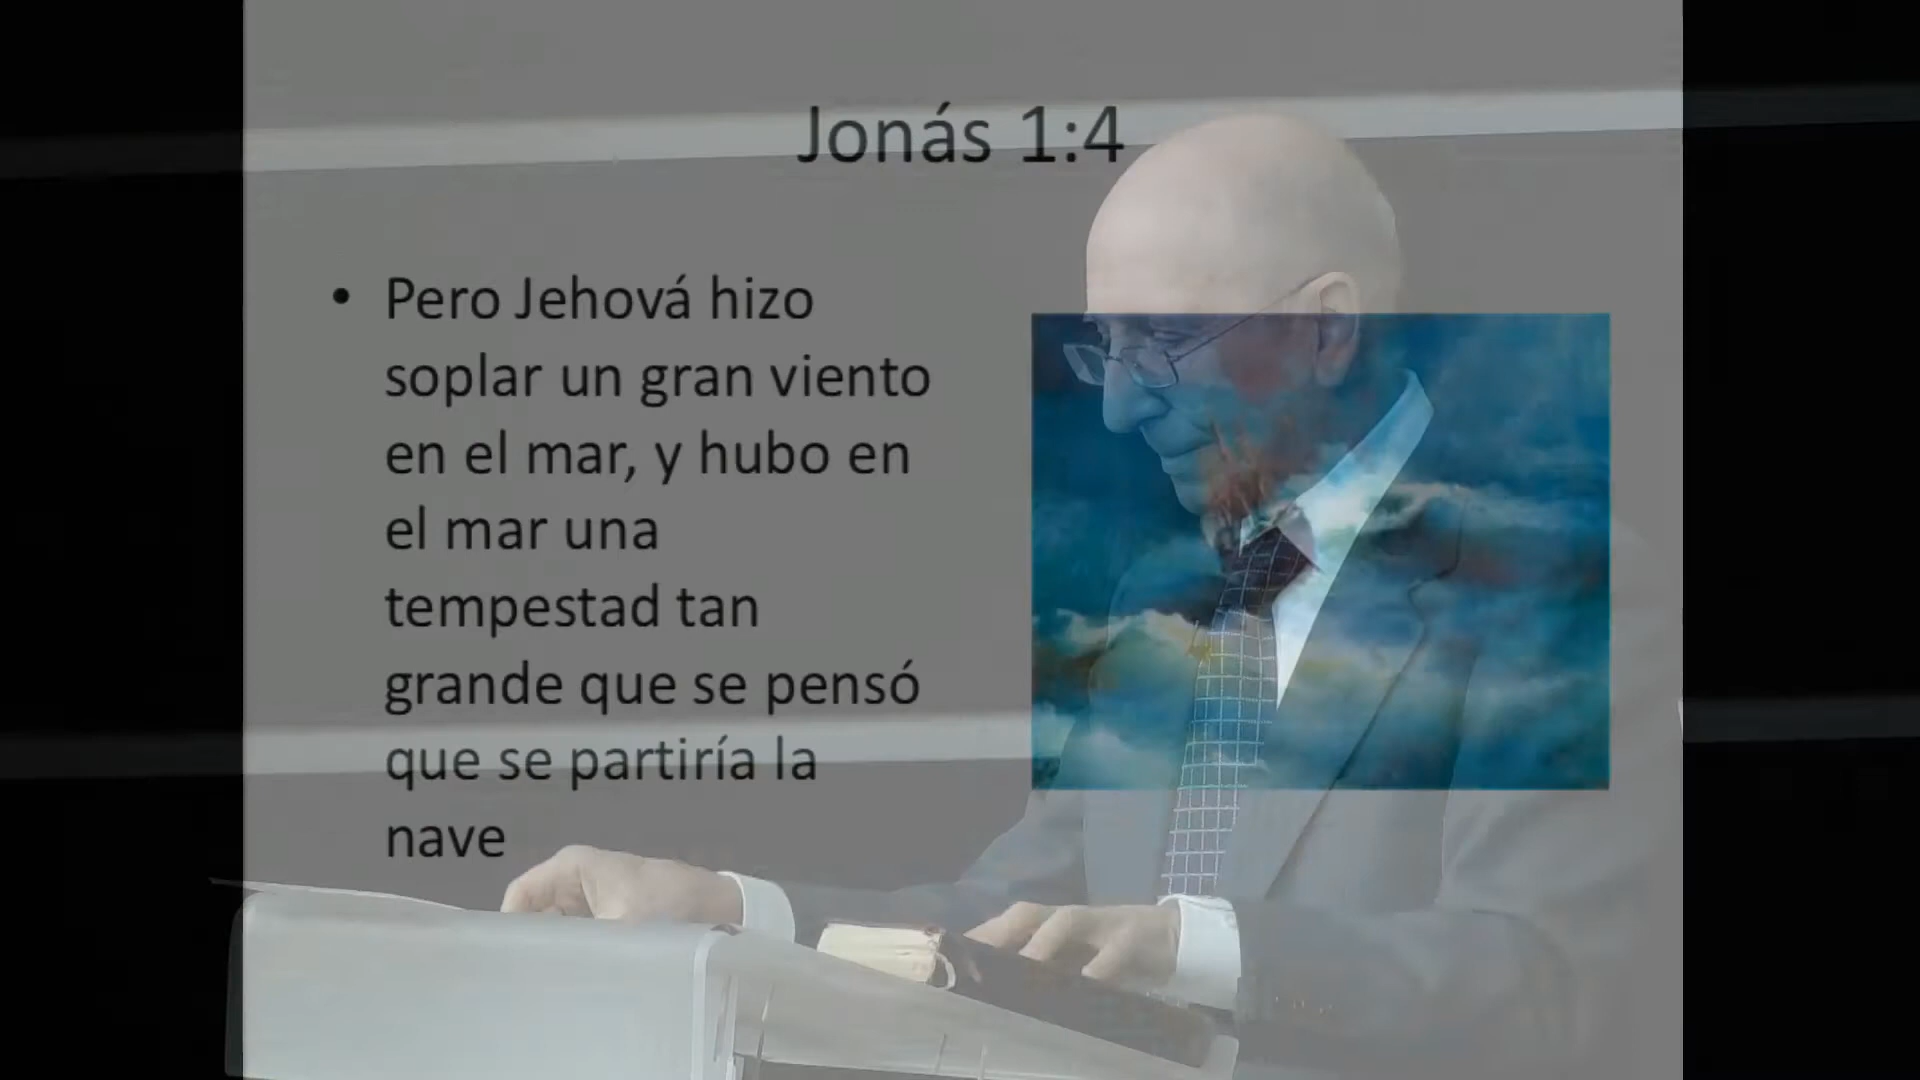 Jonás 1:4
• Pero Jehová hizo
soplar un gran viento
en el mar, y hubo en
el mar una
tempestad tan
grande que se pensó
que se partiría la
nave